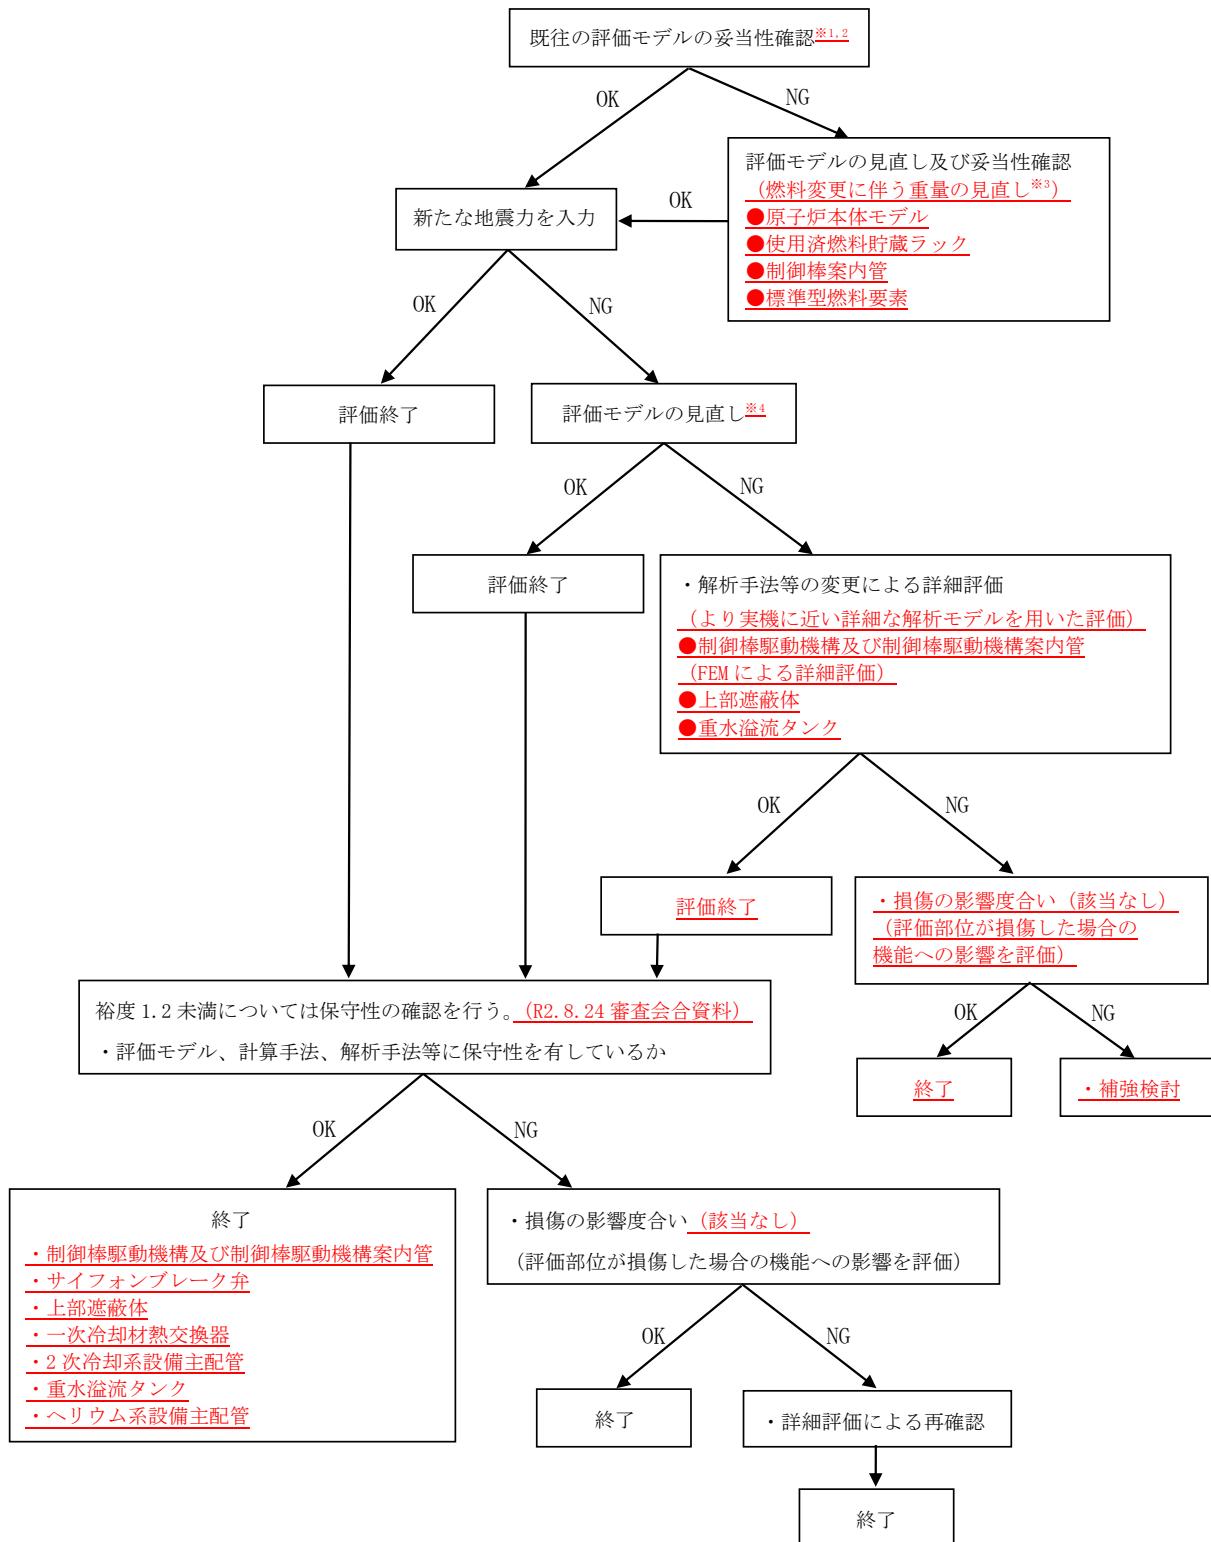 既往の評価モデルの妥当性確認※1,2
OK
NG
評価モデルの見直し及び妥当性確認
（燃料変更に伴う重量の見直し※3）
●原子炉本体モデル
●使用済燃料貯蔵ラック
●制御棒案内管
●標準型燃料要素
OK
新たな地震力を入力
OK
NG
評価終了
評価モデルの見直し※4
OK
NG
評価終了
・解析手法等の変更による詳細評価
（より実機に近い詳細な解析モデルを用いた評価）
●制御棒駆動機構及び制御棒駆動機構案内管
（FEMによる詳細評価）
●上部遮蔽体
●重水溢流タンク
OK
NG
評価終了
・損傷の影響度合い（該当なし）
（評価部位が損傷した場合の
機能への影響を評価）
OK
NG
終了
・補強検討
裕度1.2未満については保守性の確認を行う。（R2.8.24審査会合資料）
・評価モデル、計算手法、解析手法等に保守性を有しているか
OK
NG
終了
・制御棒駆動機構及び制御棒駆動機構案内管
・サイフォンブレーク弁
・上部遮蔽体
・一次冷却材熱交換器
・2次冷却系設備主配管
・重水溢流タンク
・ヘリウム系設備主配管
・損傷の影響度合い（該当なし）
（評価部位が損傷した場合の機能への影響を評価）
OK
NG
終了
・詳細評価による再確認
終了